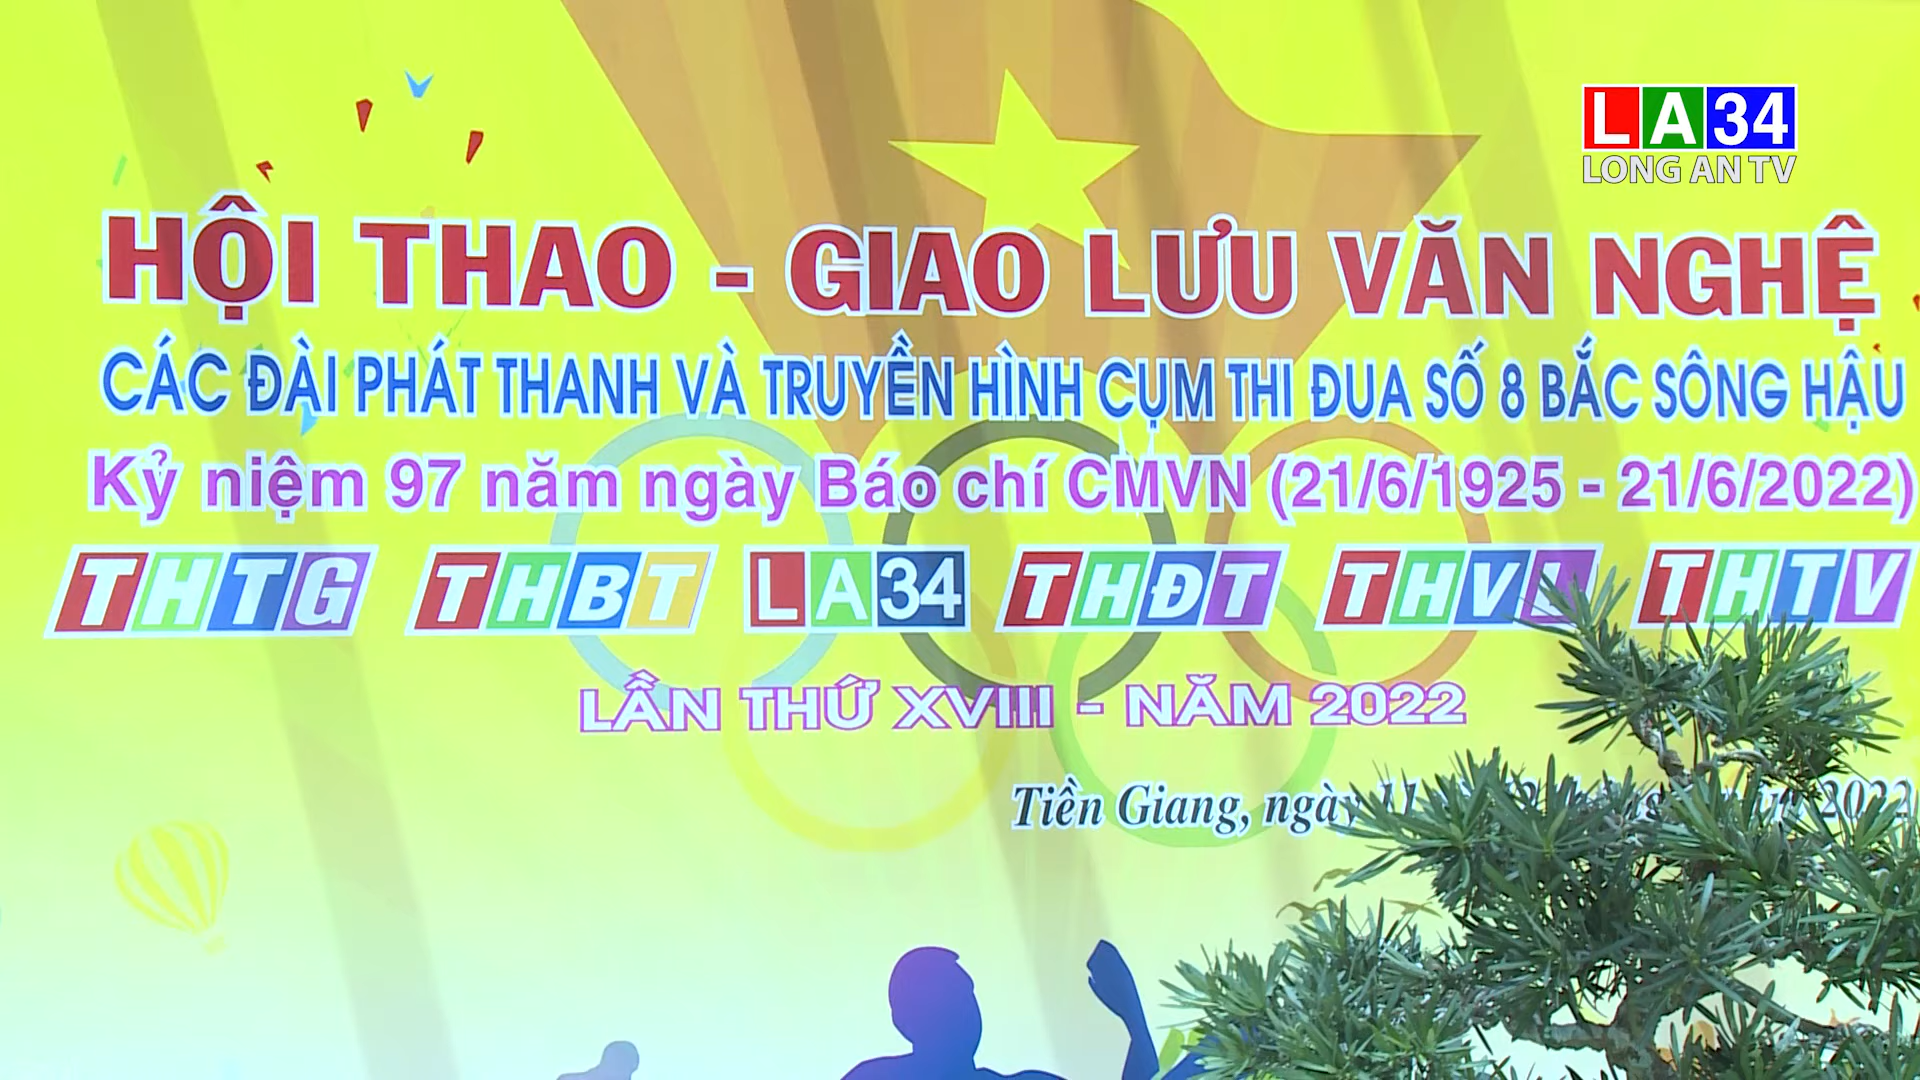 LA34
LONG AN TV
HỘI THAO - GIAO LƯU VĂN NGHỆ
CÁC ĐÀI PHÁT THANH VÀ TRUYỀN HÌNH CỤM THI ĐUA SỐ 8 BẮC SÔNG HẬU
Kỷ niệm 97 năm ngày Báo chí CMVN (21/6/1925 - 21/6/2022)
THTG THBT LA34 THĐT THVL THTV
LẦN THỨ XVIII - NĂM 2022
Tiền Giang, ngày 2022